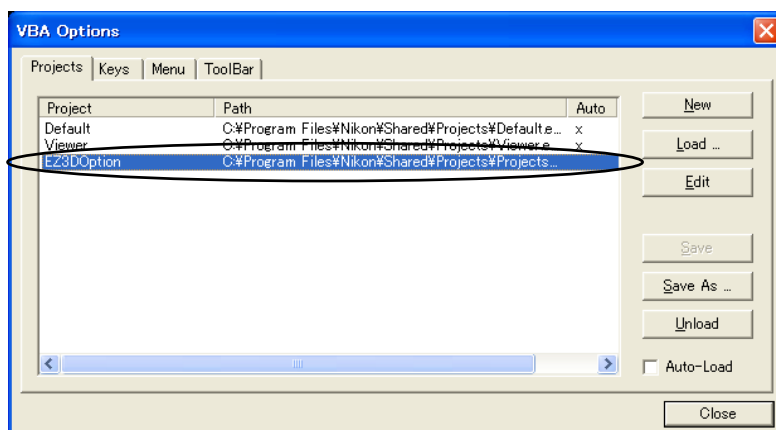 VBA Options
Projects Keys Menu ToolBar
Project Path Auto
Default C:¥Program Files¥Nikon¥Shared¥Projects¥Default.e... x
Viewer C:¥Program Files¥Nikon¥Shared¥Projects¥Viewer.e... x
EZ3DOption C:¥Program Files¥Nikon¥Shared¥Projects¥Projects...
New
Load ...
Edit
Save
Save As ...
Unload
Auto-Load
Close